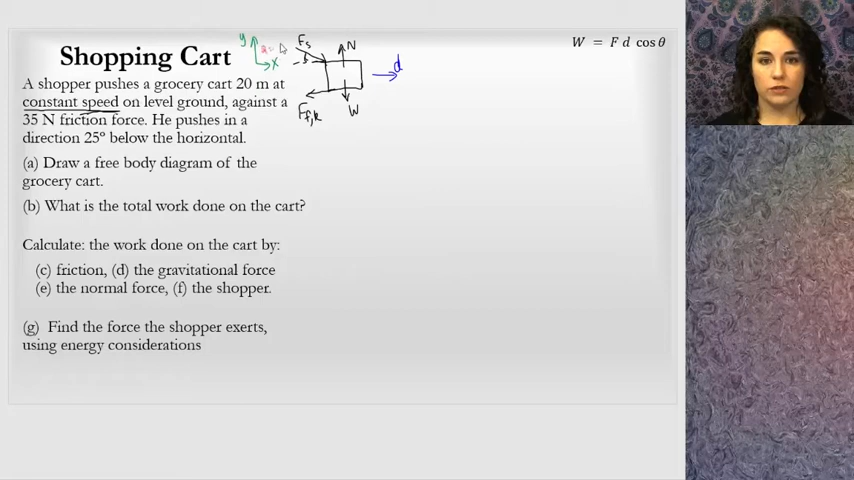 W = F d cos θ
Shopping Cart
y
a=
x
F_s
N
d
F_f,k
W
A shopper pushes a grocery cart 20 m at
constant speed on level ground, against a
35 N friction force. He pushes in a
direction 25° below the horizontal.
(a) Draw a free body diagram of the
grocery cart.
(b) What is the total work done on the cart?
Calculate: the work done on the cart by:
(c) friction, (d) the gravitational force
(e) the normal force, (f) the shopper.
(g) Find the force the shopper exerts,
using energy considerations